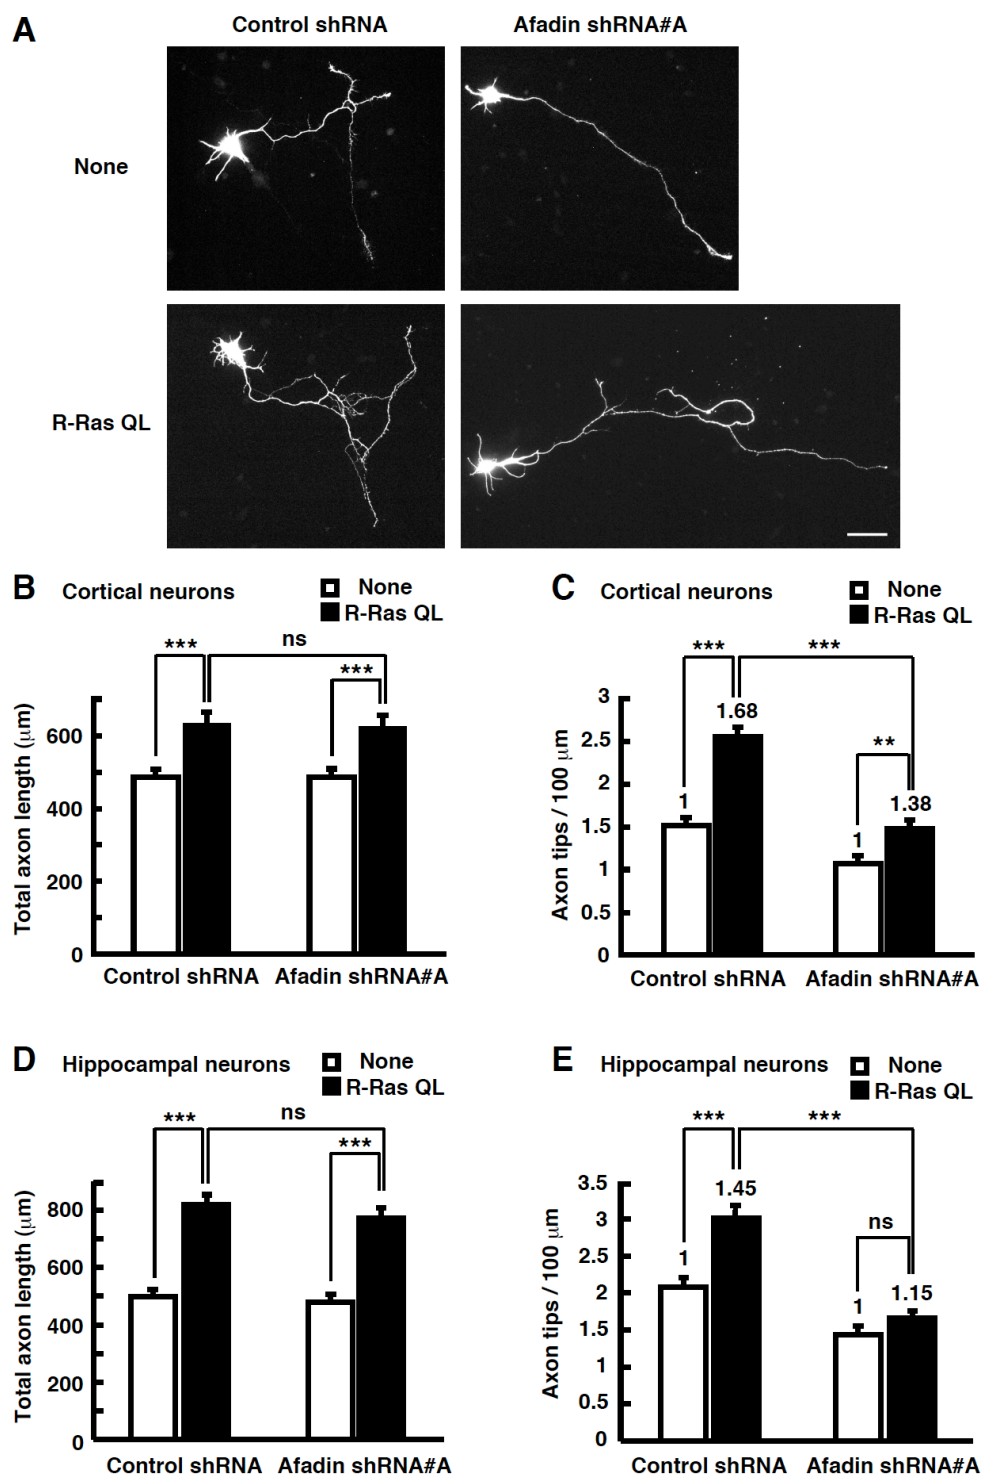 A
Control shRNA
Afadin shRNA#A
None
R-Ras QL
B Cortical neurons
None
R-Ras QL
***
ns
***
Total axon length (μm)
600
400
200
0
Control shRNA
Afadin shRNA#A
C Cortical neurons
None
R-Ras QL
***
***
**
1
1.68
1
1.38
Axon tips / 100 μm
3
2.5
2
1.5
1
0.5
0
Control shRNA
Afadin shRNA#A
D Hippocampal neurons
None
R-Ras QL
***
ns
***
Total axon length (μm)
800
600
400
200
0
Control shRNA
Afadin shRNA#A
E Hippocampal neurons
None
R-Ras QL
***
***
ns
1
1.45
1
1.15
Axon tips / 100 μm
3.5
3
2.5
2
1.5
1
0.5
0
Control shRNA
Afadin shRNA#A